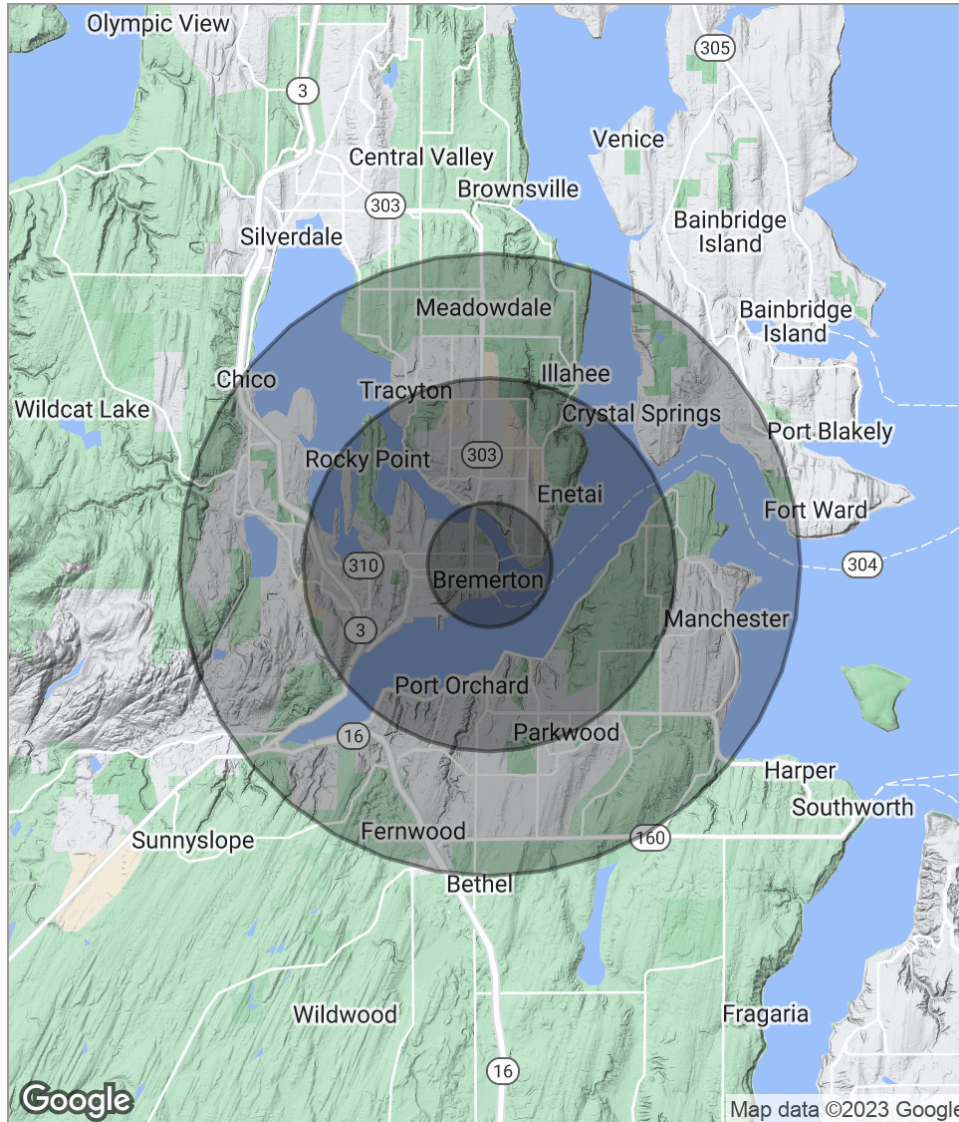 Olympic View
305
3
Venice
Central Valley
Brownsville
303
Bainbridge
Island
Silverdale
Meadowdale
Bainbridge
Island
Illahee
Chico
Tracyton
Wildcat Lake
Crystal Springs
Port Blakely
303
Rocky Point
Enetai
Fort Ward
310
304
Bremerton
Manchester
3
Port Orchard
Parkwood
16
Harper
Southworth
Fernwood
160
Sunnyslope
Bethel
Wildwood
Fragaria
16
Google
Map data ©2023 Google